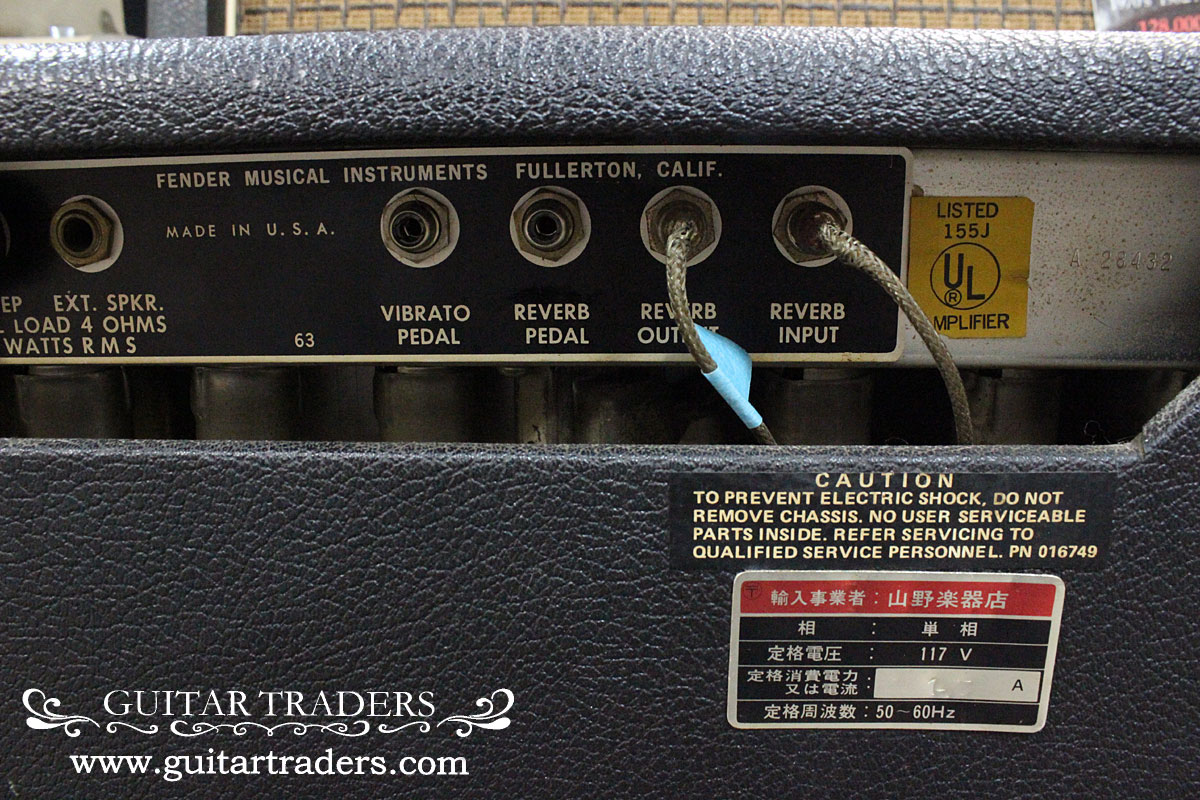 128,000
FENDER MUSICAL INSTRUMENTS FULLERTON, CALIF.
MADE IN U.S.A.
EP EXT. SPKR.
LOAD 4 OHMS
WATTS RMS
63
VIBRATO
PEDAL
REVERB
PEDAL
REVERB
REVERB
INPUT
LISTED
155J
UL
®
MPLIFIER
A 26432
CAUTION
TO PREVENT ELECTRIC SHOCK, DO NOT
REMOVE CHASSIS. NO USER SERVICEABLE
PARTS INSIDE. REFER SERVICING TO
QUALIFIED SERVICE PERSONNEL. PN 016749
〒 輸入事業者：山野楽器店
相 ： 単相
定格電圧 ： 117 V
定格消費電力
又は電流 ： A
定格周波数：50～60Hz
GUITAR TRADERS
www.guitartraders.com